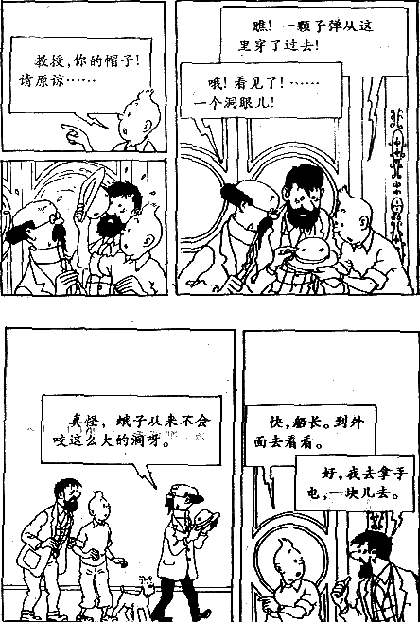 教授，你的帽子！
请原谅……
瞧！一颗子弹从这
里穿了过去！
哦！看见了！……
一个洞眼儿！
真怪，蛾子从来不会
咬这么大的洞呀。
快，船长。到外
面去看看。
好，我去拿手
电，一块儿去。